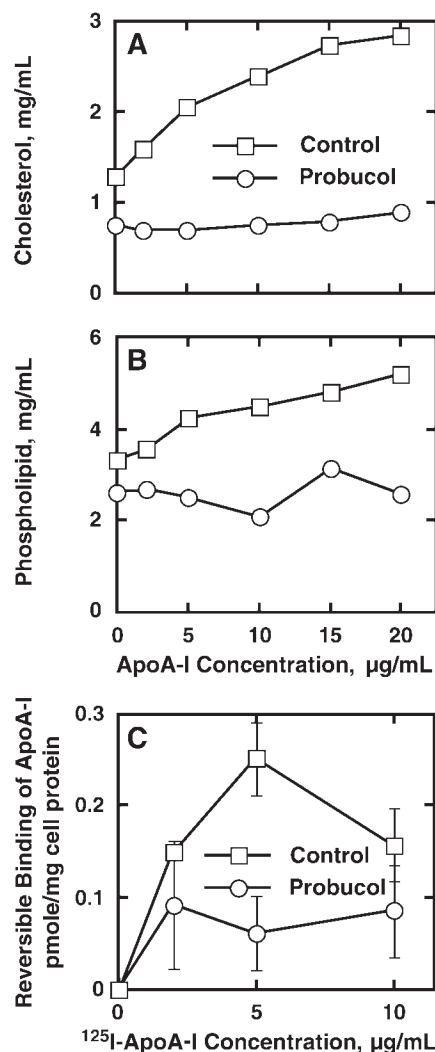 A
Cholesterol, mg/mL
3
2
1
0
Control
Probucol
B
Phospholipid, mg/mL
6
4
2
0
0 5 10 15 20
ApoA-I Concentration, µg/mL
C
Reversible Binding of ApoA-I
pmole/mg cell protein
0.3
0.2
0.1
0
Control
Probucol
0 5 10
¹²⁵I-ApoA-I Concentration, µg/mL